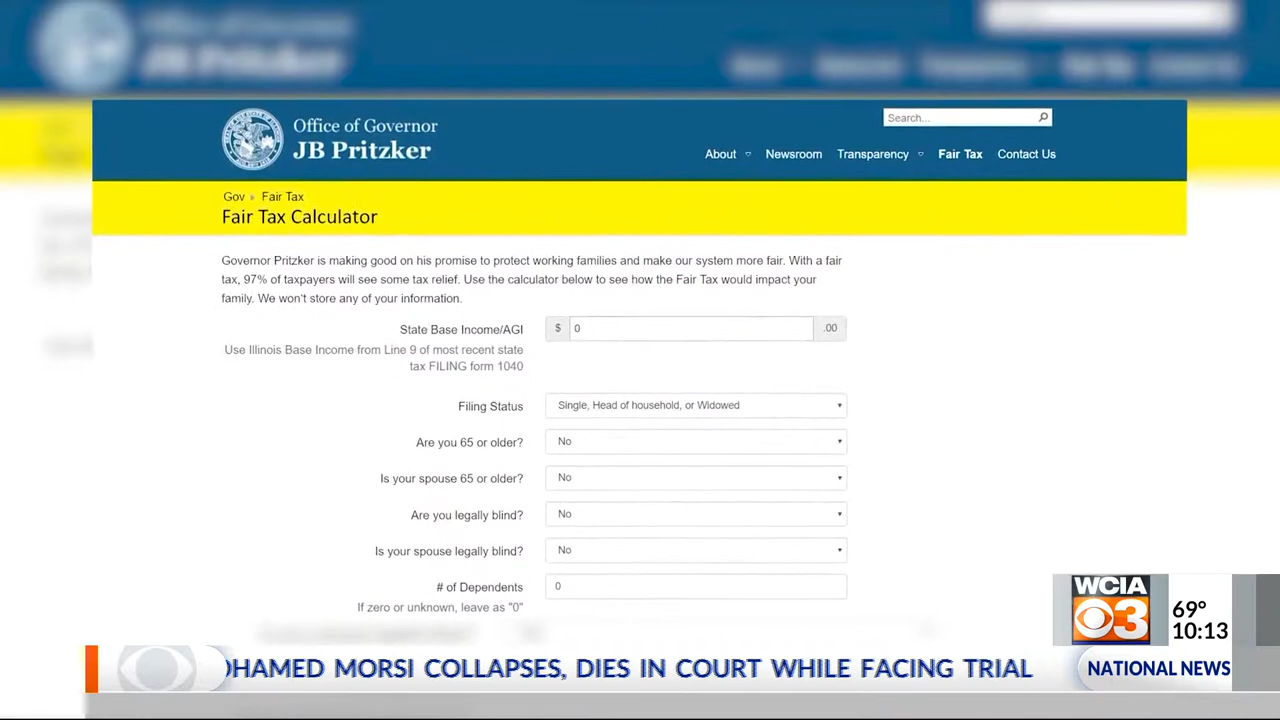 Office of Governor
JB Pritzker
Search...
About
Newsroom
Transparency
Fair Tax
Contact Us
Gov
Fair Tax
Fair Tax Calculator
Governor Pritzker is making good on his promise to protect working families and make our system more fair. With a fair
tax, 97% of taxpayers will see some tax relief. Use the calculator below to see how the Fair Tax would impact your
family. We won't store any of your information.
State Base Income/AGI
$ 0 .00
Use Illinois Base Income from Line 9 of most recent state
tax FILING form 1040
Filing Status
Single, Head of household, or Widowed
Are you 65 or older?
No
Is your spouse 65 or older?
No
Are you legally blind?
No
Is your spouse legally blind?
No
# of Dependents
0
If zero or unknown, leave as "0"
WCIA
3
69°
10:13
OHAMED MORSI COLLAPSES, DIES IN COURT WHILE FACING TRIAL
NATIONAL NEWS